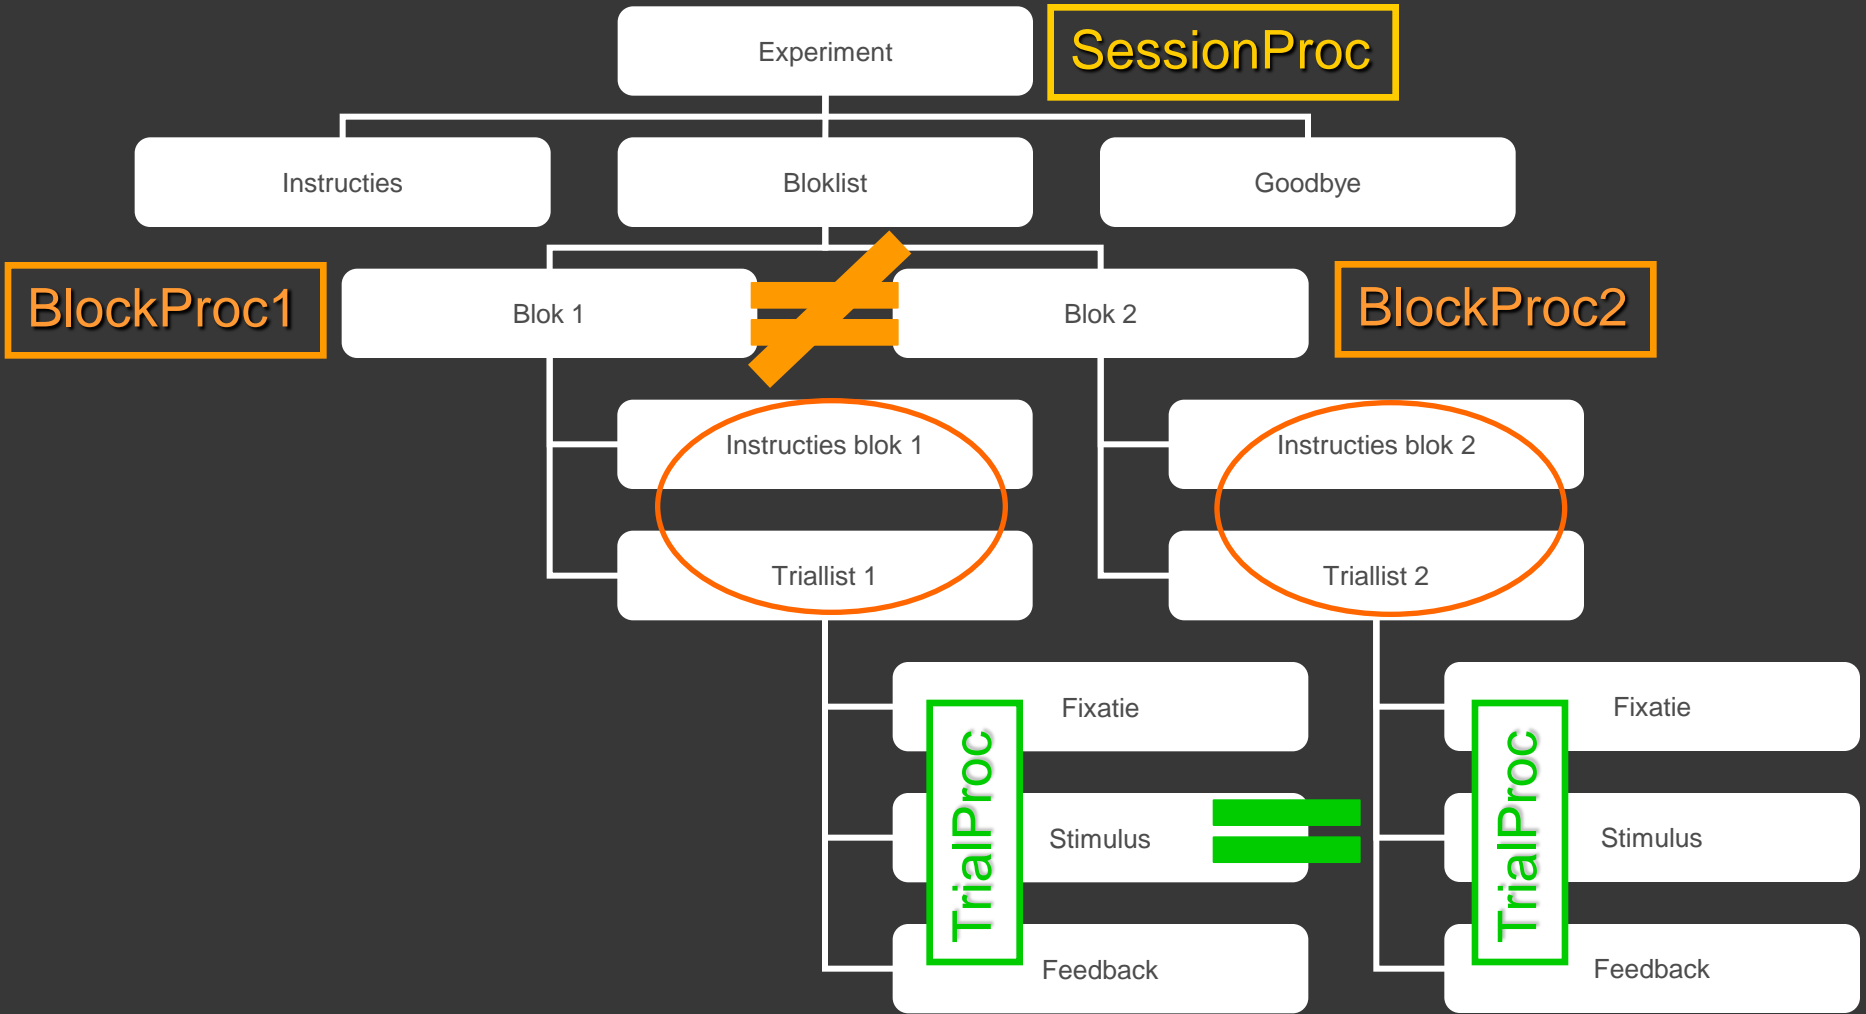 Experiment
SessionProc
Instructies
Bloklist
Goodbye
BlockProc1
Blok 1
Blok 2
BlockProc2
Instructies blok 1
Instructies blok 2
Triallist 1
Triallist 2
Fixatie
Fixatie
TrialProc
Stimulus
TrialProc
Stimulus
Feedback
Feedback